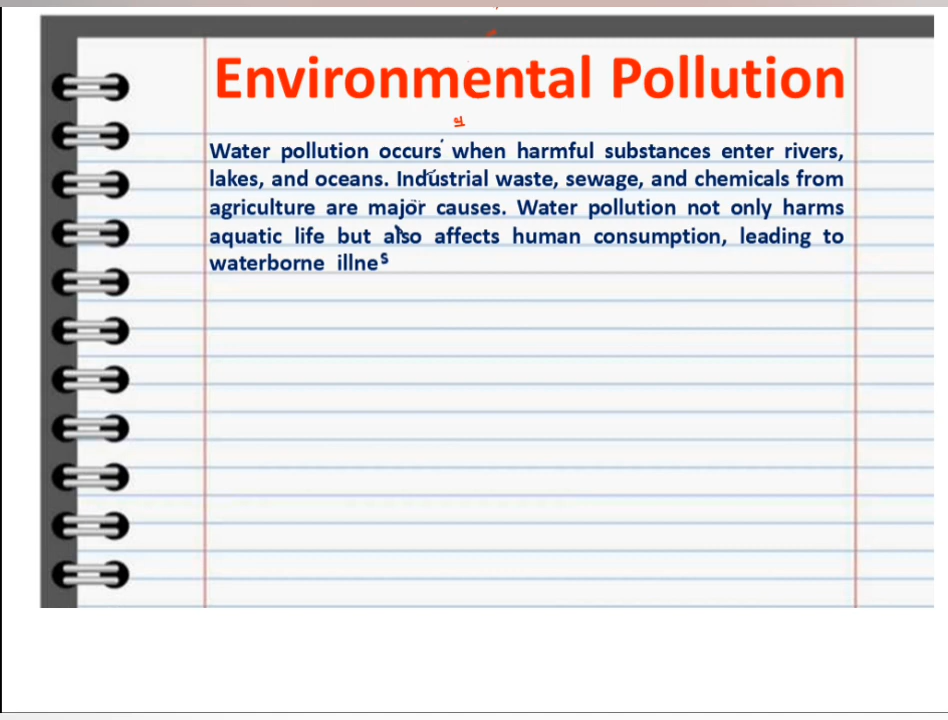 Environmental Pollution
Water pollution occurs when harmful substances enter rivers,
lakes, and oceans. Industrial waste, sewage, and chemicals from
agriculture are major causes. Water pollution not only harms
aquatic life but also affects human consumption, leading to
waterborne illnes